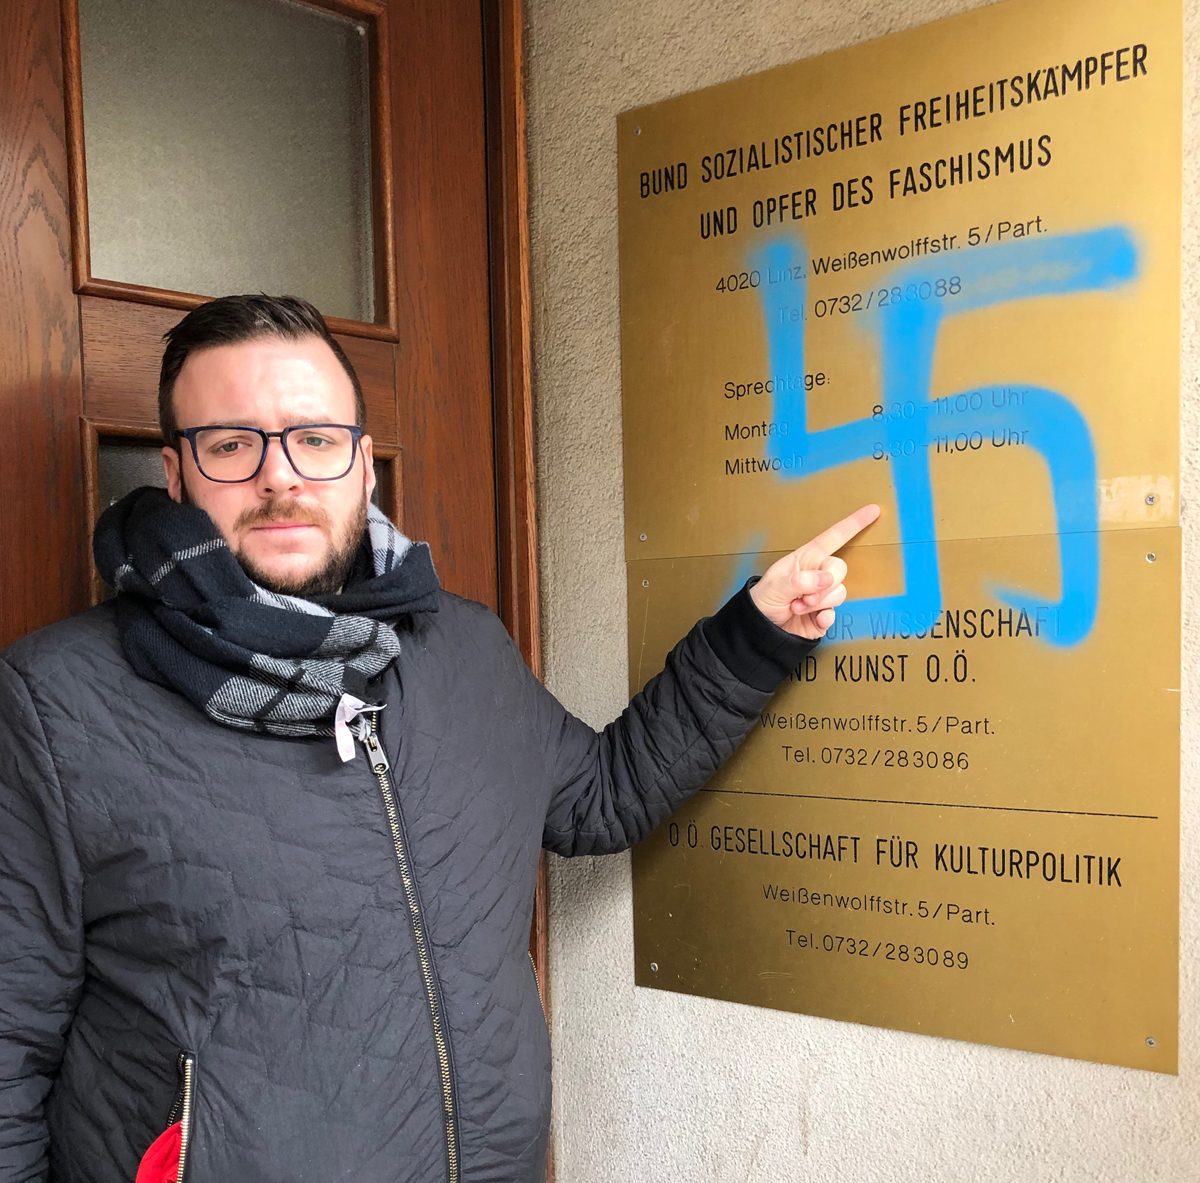 BUND SOZIALISTISCHER FREIHEITSKÄMPFER
UND OPFER DES FASCHISMUS
4020 Linz, Weißenwolffstr. 5/Part.
Tel. 0732/283088
Sprechtage:
Montag 8,30-11,00 Uhr
Mittwoch 8,30-11,00 Uhr
WISSENSCHAFT
KUNST O.Ö.
Weißenwolffstr. 5/Part.
Tel. 0732/283086
O.Ö. GESELLSCHAFT FÜR KULTURPOLITIK
Weißenwolffstr. 5/Part.
Tel. 0732/283089